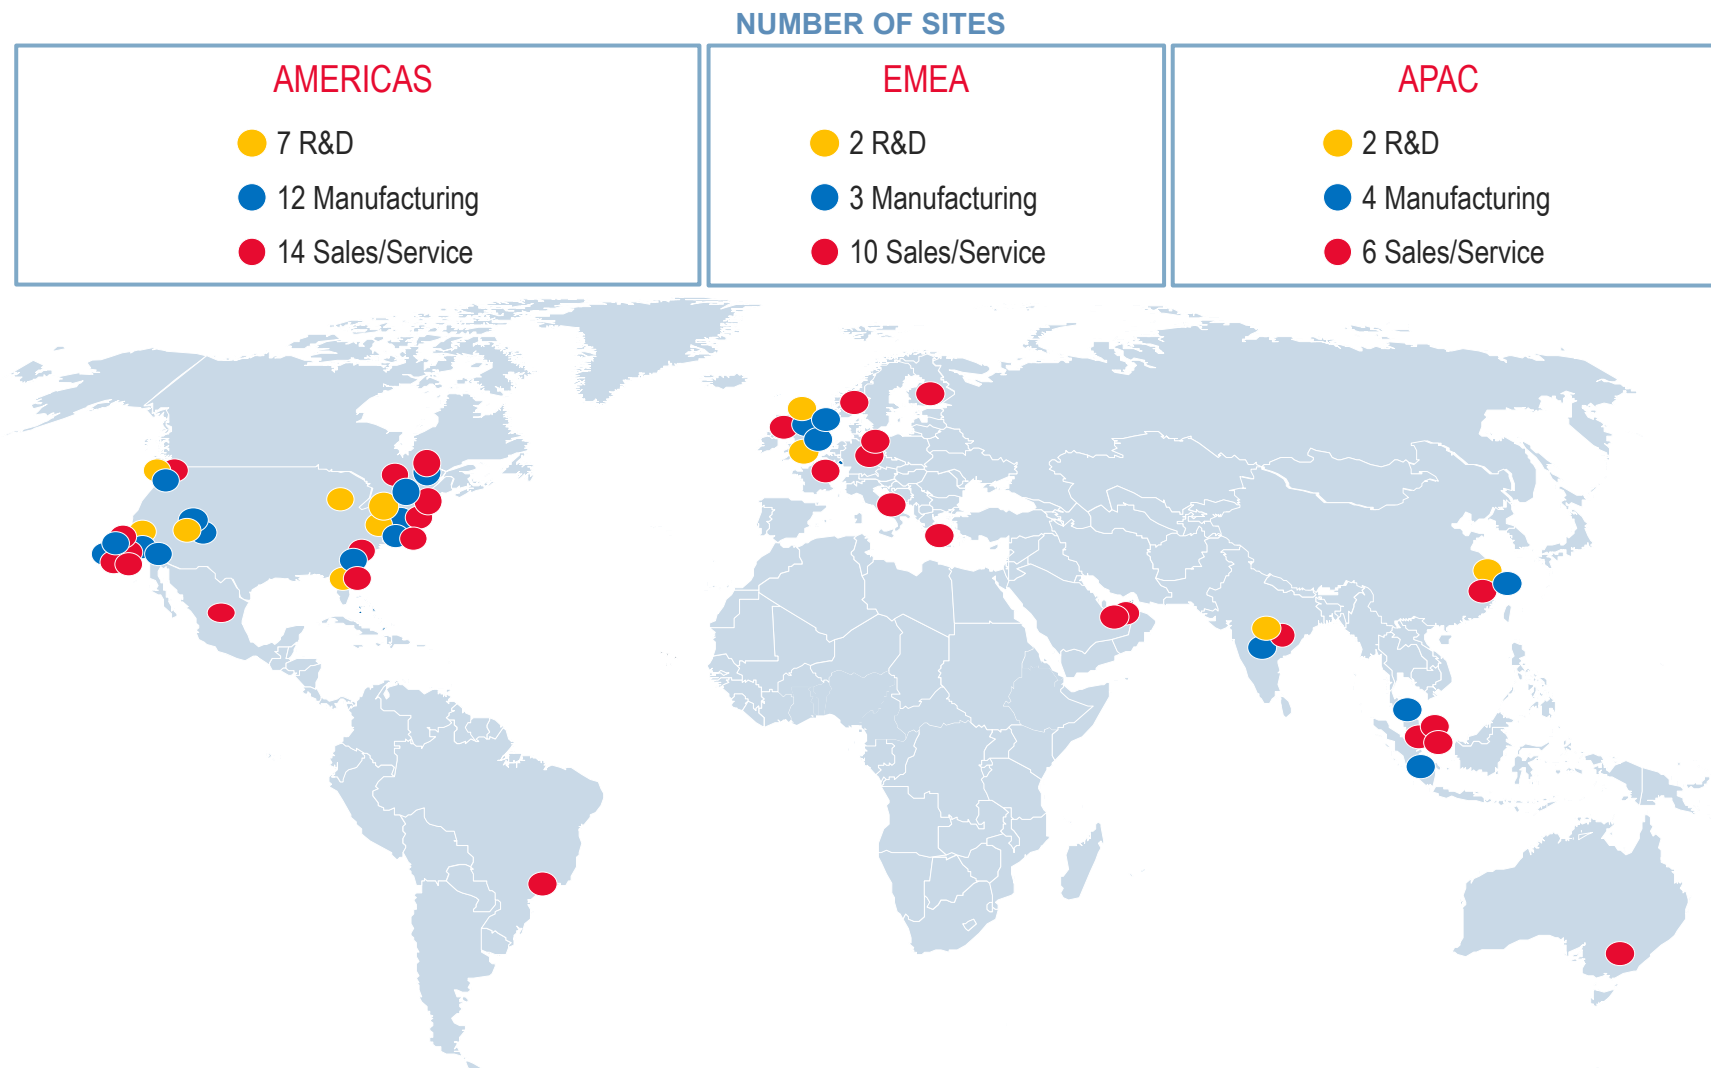 NUMBER OF SITES
AMERICAS
7 R&D
12 Manufacturing
14 Sales/Service
EMEA
2 R&D
3 Manufacturing
10 Sales/Service
APAC
2 R&D
4 Manufacturing
6 Sales/Service